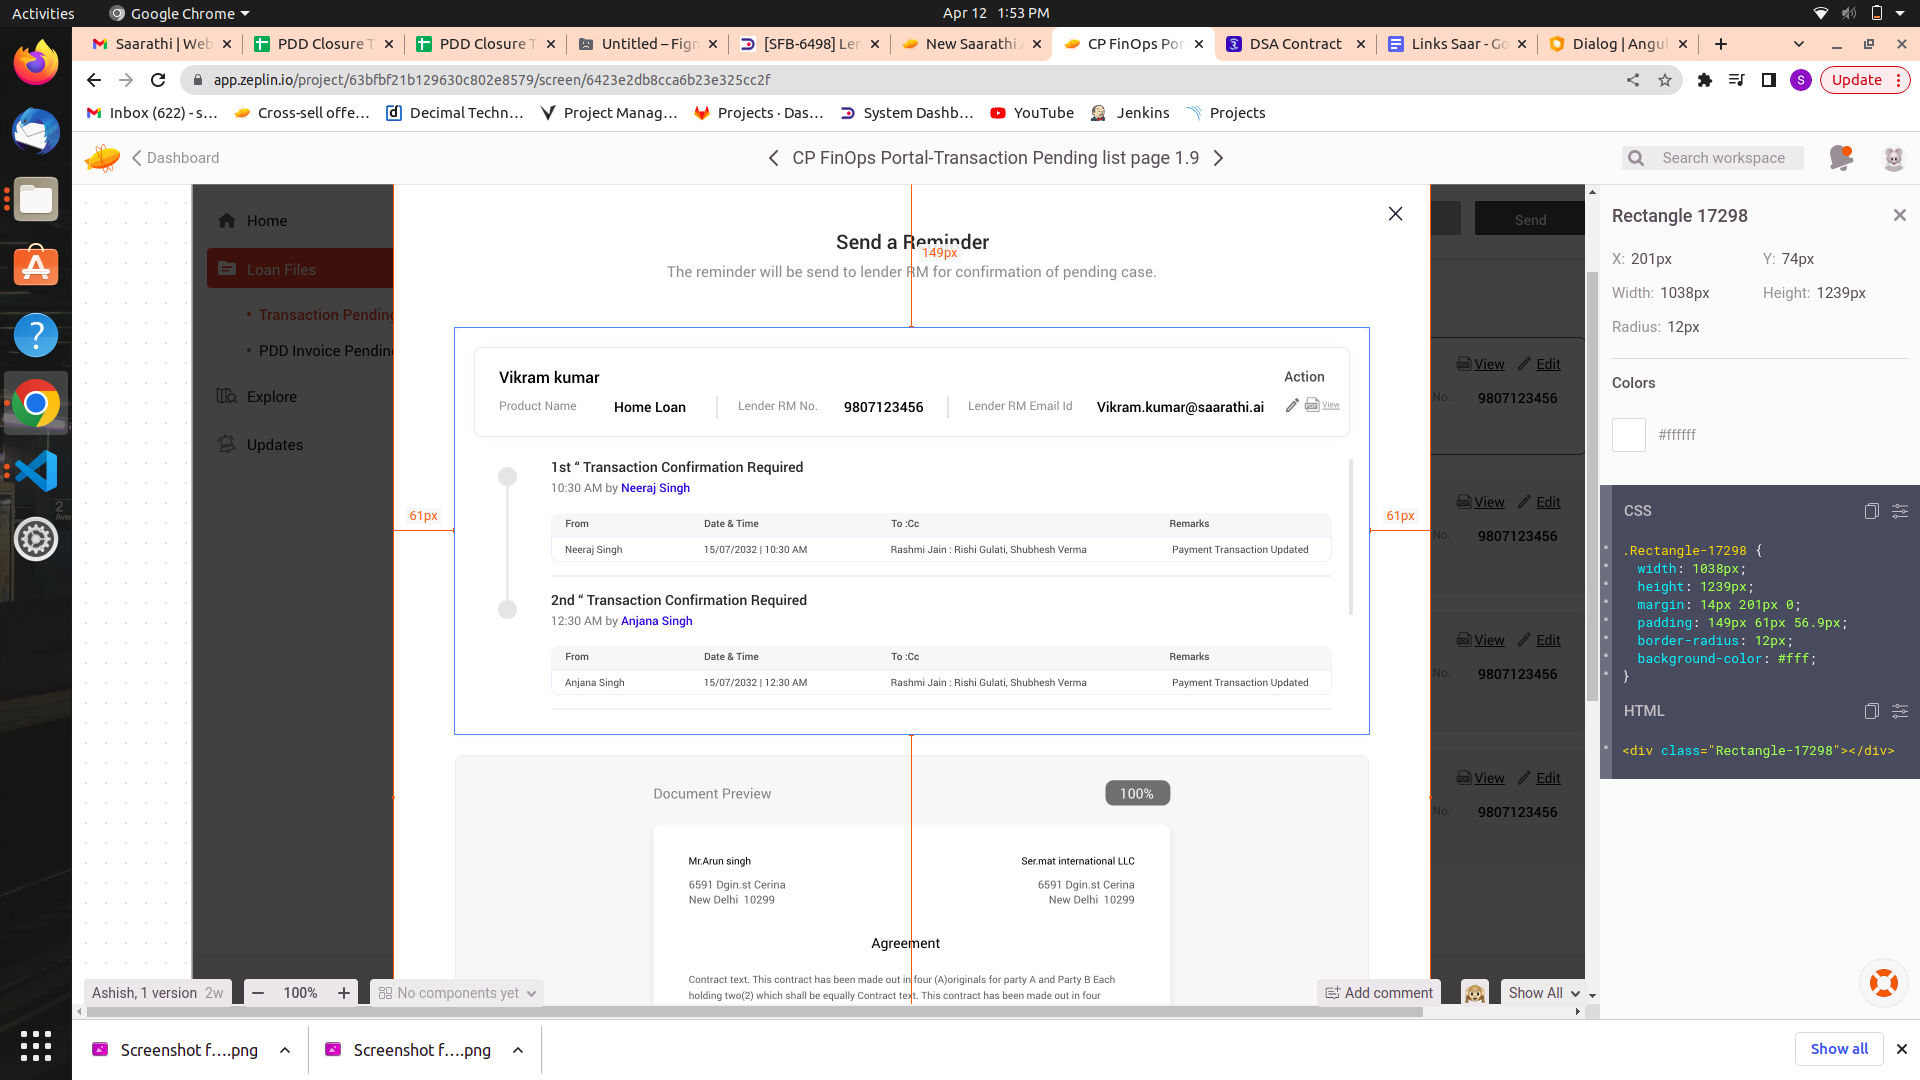 Activities
Google Chrome
Apr 12 1:53 PM
Saarathi | Web
PDD Closure T
PDD Closure T
Untitled – Figm
[SFB-6498] Len
New Saarathi A
CP FinOps Por
DSA Contract
Links Saar - Go
Dialog | Angul
app.zeplin.io/project/63bfbf21b129630c802e8579/screen/6423e2db8cca6b23e325cc2f
S
Update
Inbox (622) - s...
Cross-sell offe...
Decimal Techn...
Project Manag...
Projects · Das...
System Dashb...
YouTube
Jenkins
Projects
Dashboard
CP FinOps Portal-Transaction Pending list page 1.9
Search workspace
Home
Loan Files
• Transaction Pending
• PDD Invoice Pendin
Explore
Updates
Send
Send a Reminder
149px
The reminder will be send to lender RM for confirmation of pending case.
Vikram kumar
Action
Product Name
Home Loan
Lender RM No.
9807123456
Lender RM Email Id
Vikram.kumar@saarathi.ai
View
1st “ Transaction Confirmation Required
10:30 AM by Neeraj Singh
61px
61px
From Date & Time To :Cc Remarks
Neeraj Singh 15/07/2032 | 10:30 AM Rashmi Jain : Rishi Gulati, Shubhesh Verma Payment Transaction Updated
2nd “ Transaction Confirmation Required
12:30 AM by Anjana Singh
From Date & Time To :Cc Remarks
Anjana Singh 15/07/2032 | 12:30 AM Rashmi Jain : Rishi Gulati, Shubhesh Verma Payment Transaction Updated
Document Preview
100%
Mr.Arun singh
Ser.mat international LLC
6591 Dgin.st Cerina
6591 Dgin.st Cerina
New Delhi 10299
New Delhi 10299
Agreement
Contract text. This contract has been made out in four (A)originals for party A and Party B Each
holding two(2) which shall be equally Contract text. This contract has been made out in four
View Edit
No. 9807123456
View Edit
No. 9807123456
View Edit
No. 9807123456
View Edit
No. 9807123456
Rectangle 17298
X: 201px
Y: 74px
Width: 1038px
Height: 1239px
Radius: 12px
Colors
#ffffff
CSS
.Rectangle-17298 {
width: 1038px;
height: 1239px;
margin: 14px 201px 0;
padding: 149px 61px 56.9px;
border-radius: 12px;
background-color: #fff;
}
HTML
<div class="Rectangle-17298"></div>
Ashish, 1 version 2w
100%
No components yet
Add comment
Show All
Screenshot f....png
Screenshot f....png
Show all